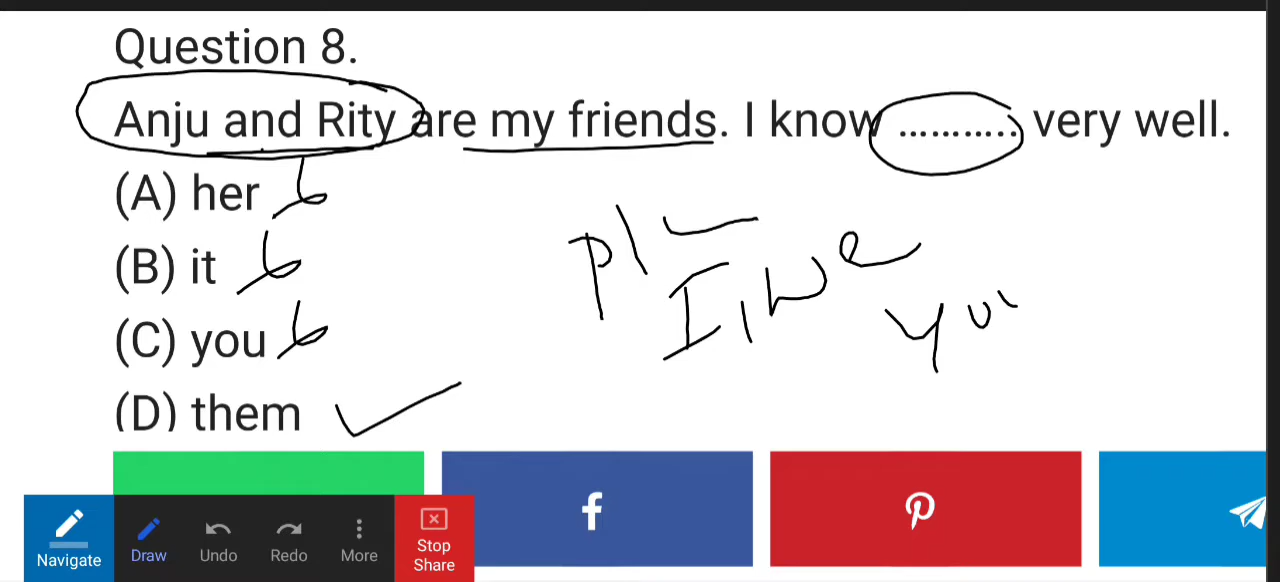 Question 8.
Anju and Rity are my friends. I know ........... very well.
(A) her
(B) it
(C) you
(D) them
pl
I, we
you
Navigate
Draw
Undo
Redo
More
Stop
Share